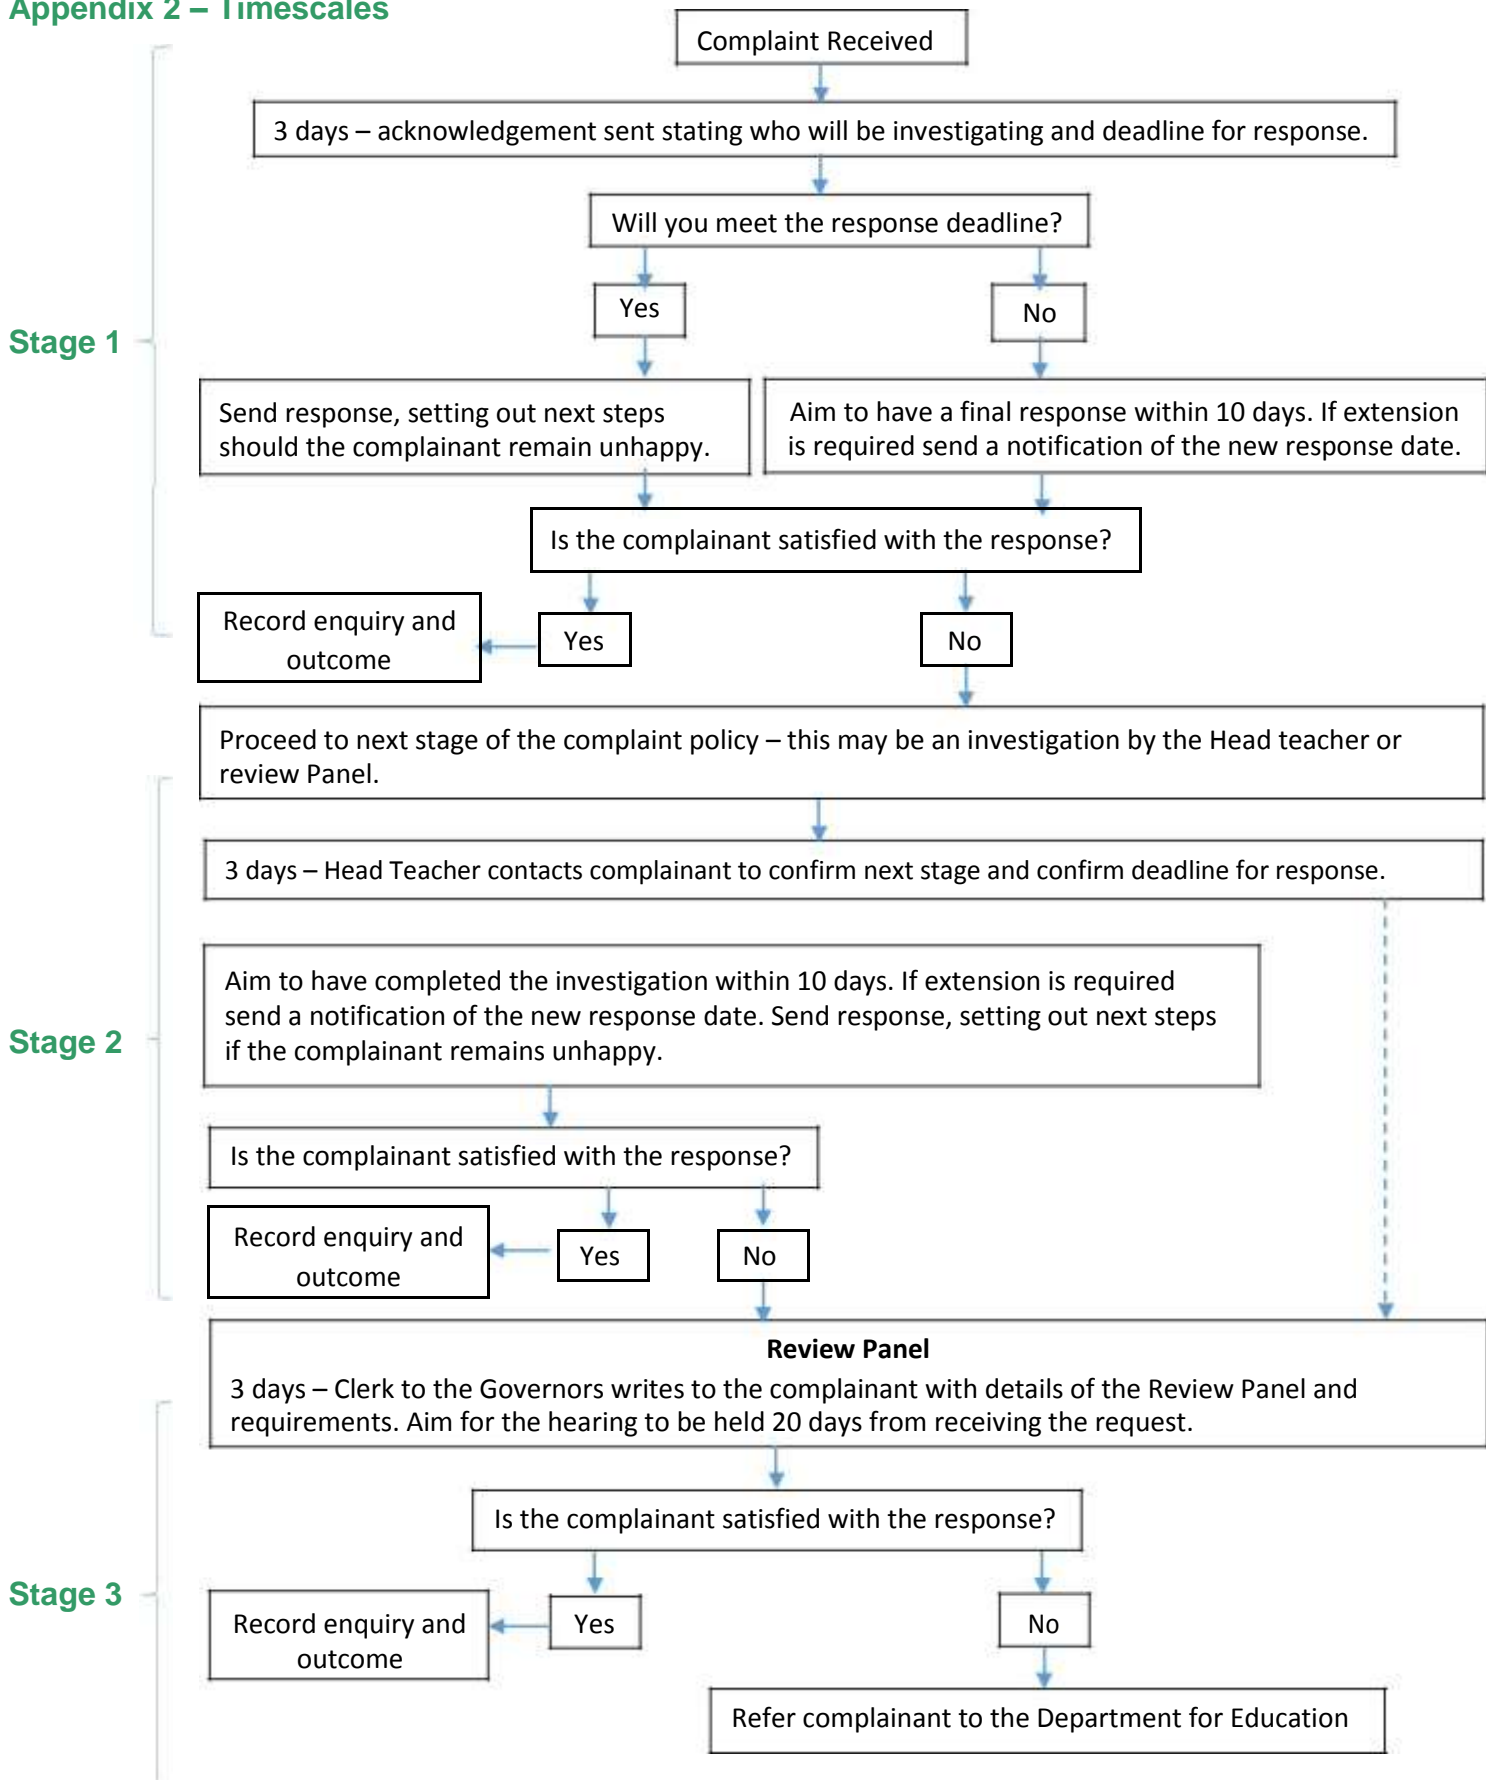 Appendix 2 – Timescales
Complaint Received
3 days – acknowledgement sent stating who will be investigating and deadline for response.
Will you meet the response deadline?
Yes
No
Stage 1
Send response, setting out next steps
should the complainant remain unhappy.
Aim to have a final response within 10 days. If extension
is required send a notification of the new response date.
Is the complainant satisfied with the response?
Record enquiry and
outcome
Yes
No
Proceed to next stage of the complaint policy – this may be an investigation by the Head teacher or
review Panel.
3 days – Head Teacher contacts complainant to confirm next stage and confirm deadline for response.
Stage 2
Aim to have completed the investigation within 10 days. If extension is required
send a notification of the new response date. Send response, setting out next steps
if the complainant remains unhappy.
Is the complainant satisfied with the response?
Record enquiry and
outcome
Yes
No
Review Panel
3 days – Clerk to the Governors writes to the complainant with details of the Review Panel and
requirements. Aim for the hearing to be held 20 days from receiving the request.
Is the complainant satisfied with the response?
Stage 3
Record enquiry and
outcome
Yes
No
Refer complainant to the Department for Education